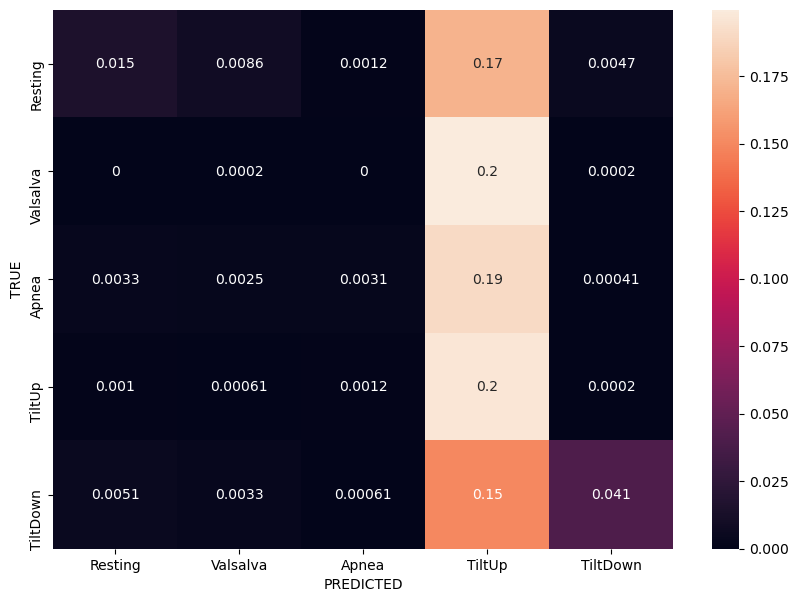 Resting 0.015 0.0086 0.0012 0.17 0.0047
Valsalva 0 0.0002 0 0.2 0.0002
Apnea 0.0033 0.0025 0.0031 0.19 0.00041
TiltUp 0.001 0.00061 0.0012 0.2 0.0002
TiltDown 0.0051 0.0033 0.00061 0.15 0.041
TRUE
Resting Valsalva Apnea TiltUp TiltDown
PREDICTED
0.175
0.150
0.125
0.100
0.075
0.050
0.025
0.000